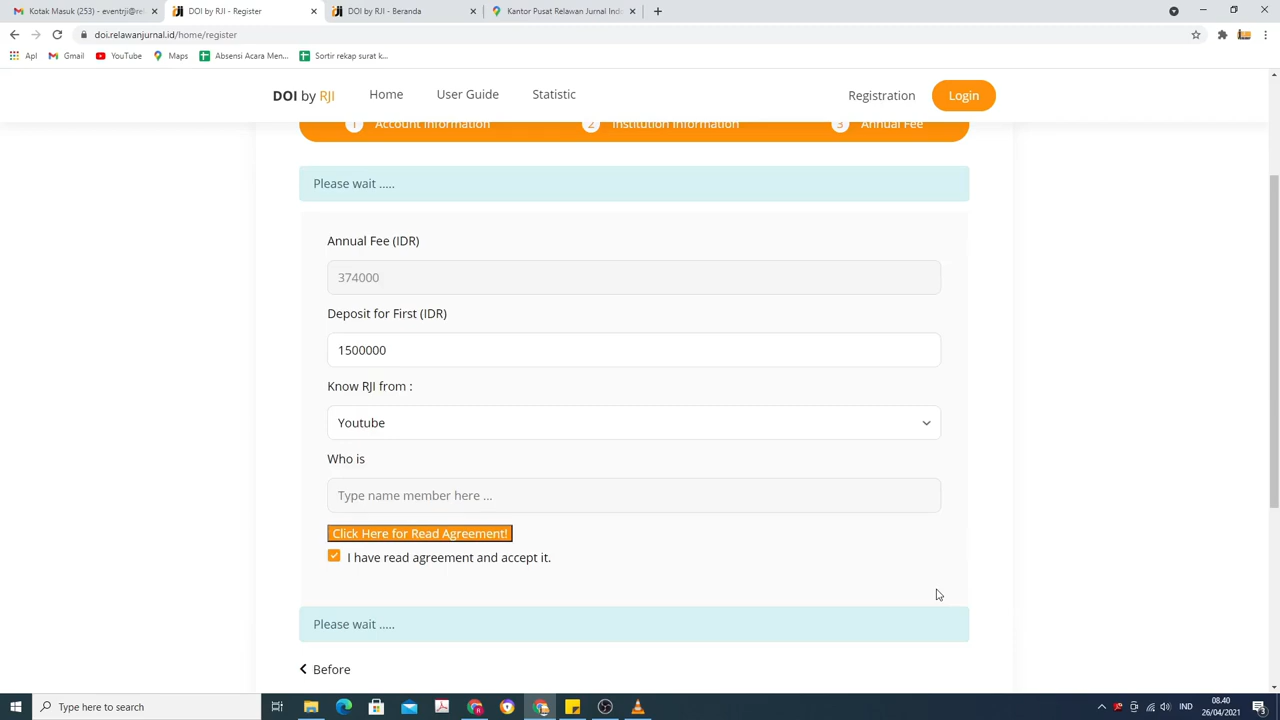 Kotak Masuk (253) - eventrji@rel
DOI by RJI - Register
DOI by RJI - Beranda
Kantor Pusat Relawan Jurnal Ind
doi.relawanjurnal.id/home/register
Apl
Gmail
YouTube
Maps
Absensi Acara Men...
Sortir rekap surat k...
DOI by RJI
Home
User Guide
Statistic
Registration
Login
1 Account Information
2 Institution Information
3 Annual Fee
Please wait .....
Annual Fee (IDR)
374000
Deposit for First (IDR)
1500000
Know RJI from :
Youtube
Who is
Type name member here ...
Click Here for Read Agreement!
I have read agreement and accept it.
Please wait .....
Before
Type here to search
IND
08.40
26/04/2021
3